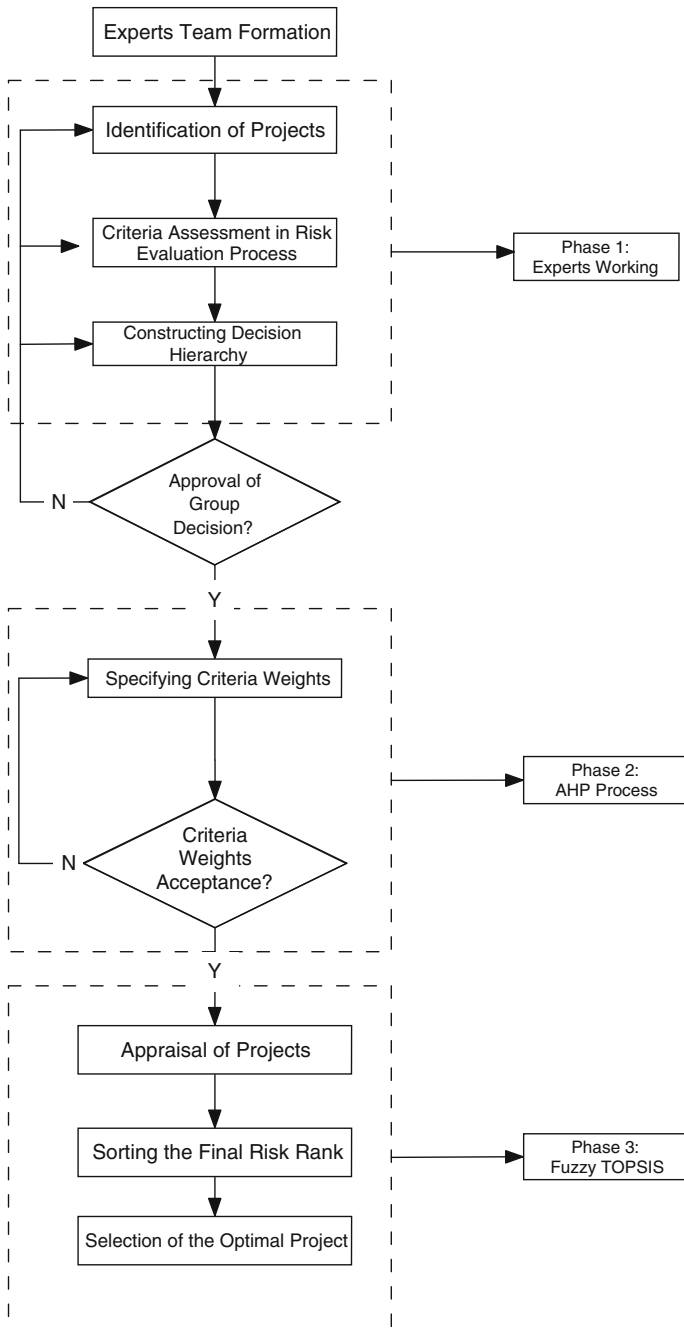 Experts Team Formation
Identification of Projects
Criteria Assessment in Risk
Evaluation Process
Phase 1:
Experts Working
Constructing Decision
Hierarchy
Approval of
Group
Decision?
N
Y
Specifying Criteria Weights
Phase 2:
AHP Process
Criteria
Weights
Acceptance?
N
Y
Appraisal of Projects
Sorting the Final Risk Rank
Phase 3:
Fuzzy TOPSIS
Selection of the Optimal Project